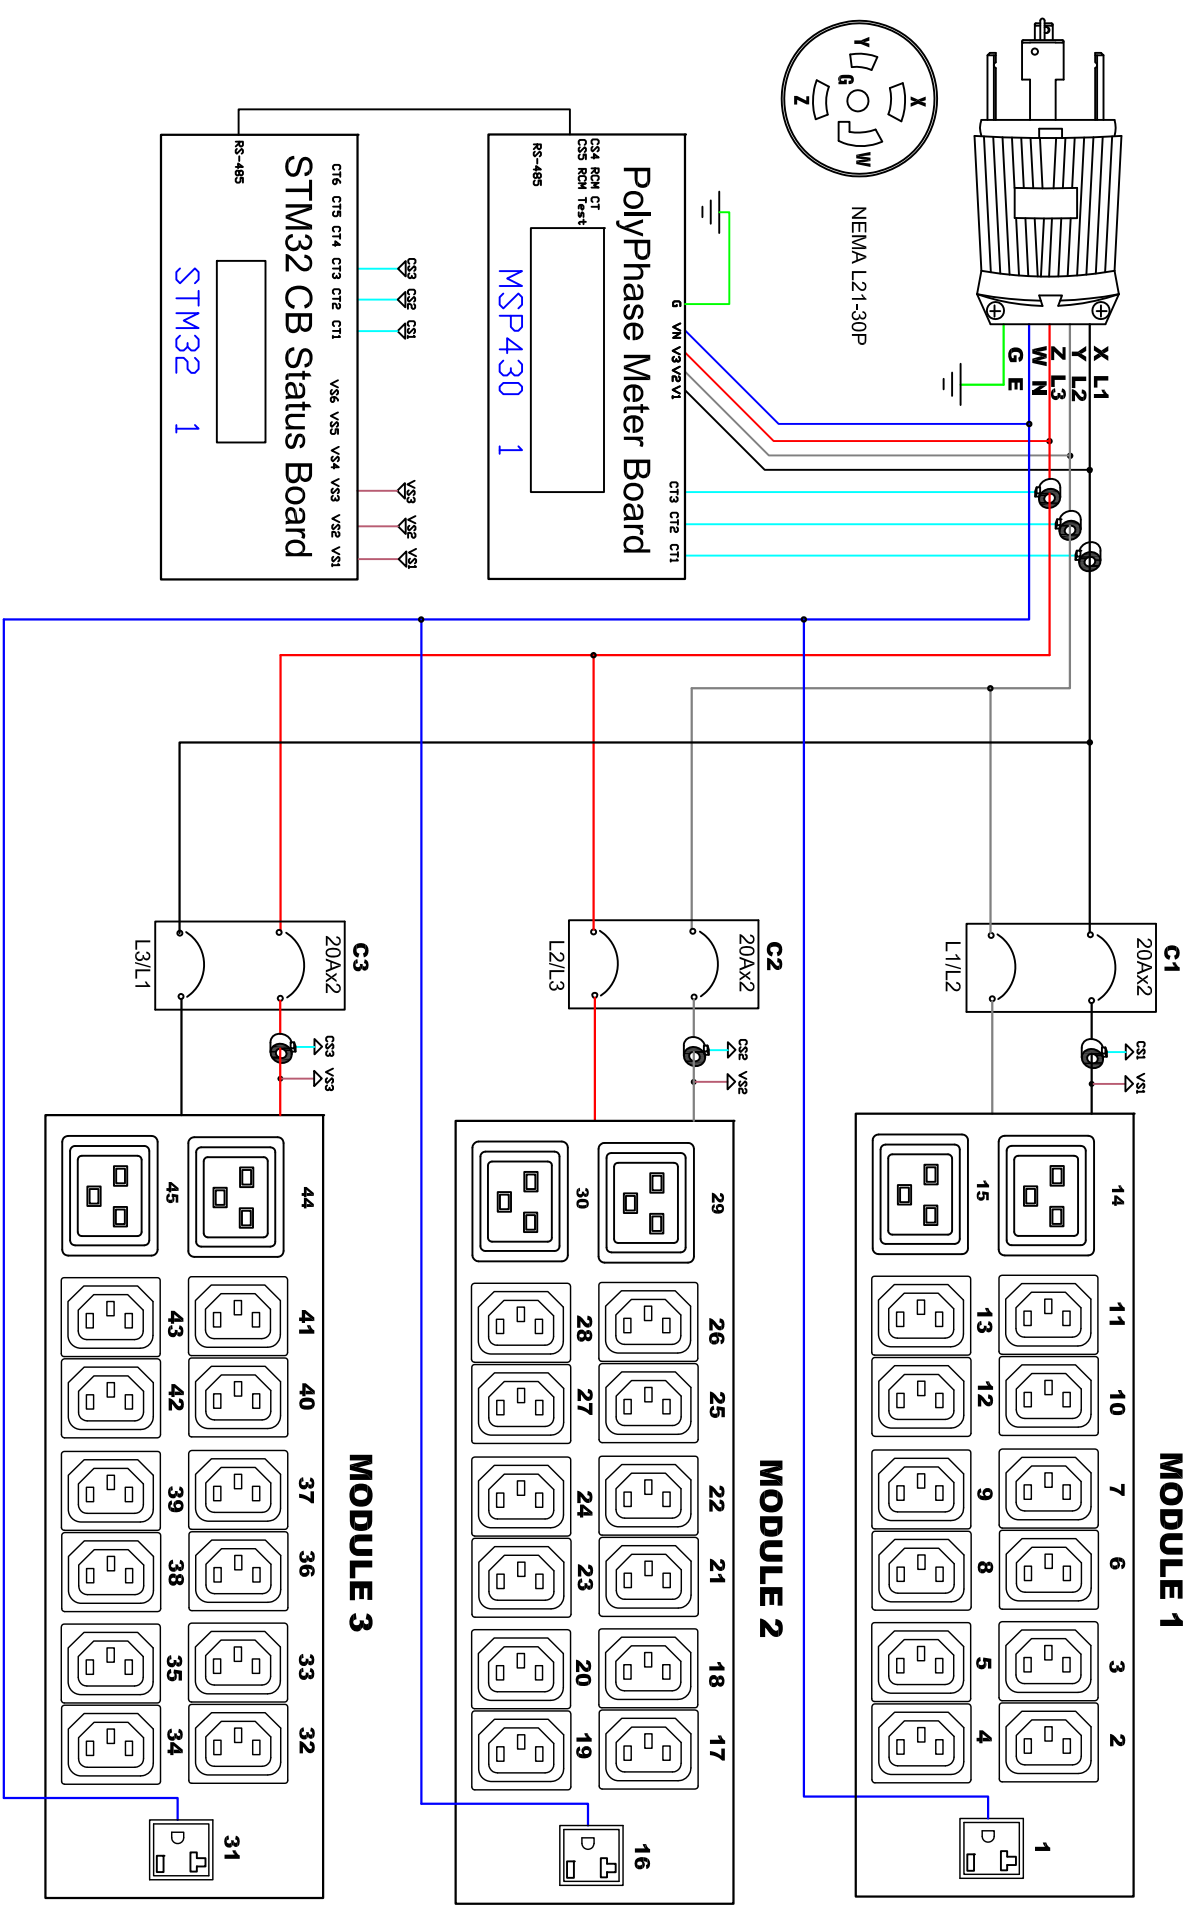 NEMA L21-30P
Y
X
G
Z
W
X L1
Y L2
Z L3
W N
G E
PolyPhase Meter Board
CS4 RCM CT
CS5 RCM Test
RS-485
MSP430 1
G VN V3 V2 V1
CT3 CT2 CT1
STM32 CB Status Board
RS-485
CT6 CT5 CT4 CT3 CT2 CT1
VS6 VS5 VS4 VS3 VS2 VS1
STM32 1
CS3
CS2
CS1
VS3
VS2
VS1
C1
20Ax2
L1/L2
CS1
VS1
C2
20Ax2
L2/L3
CS2
VS2
C3
20Ax2
L3/L1
CS3
VS3
MODULE 1
14 11 10 7 6 3 2
15 13 12 9 8 5 4
1
MODULE 2
29 26 25 22 21 18 17
30 28 27 24 23 20 19
16
MODULE 3
44 41 40 37 36 33 32
45 43 42 39 38 35 34
31